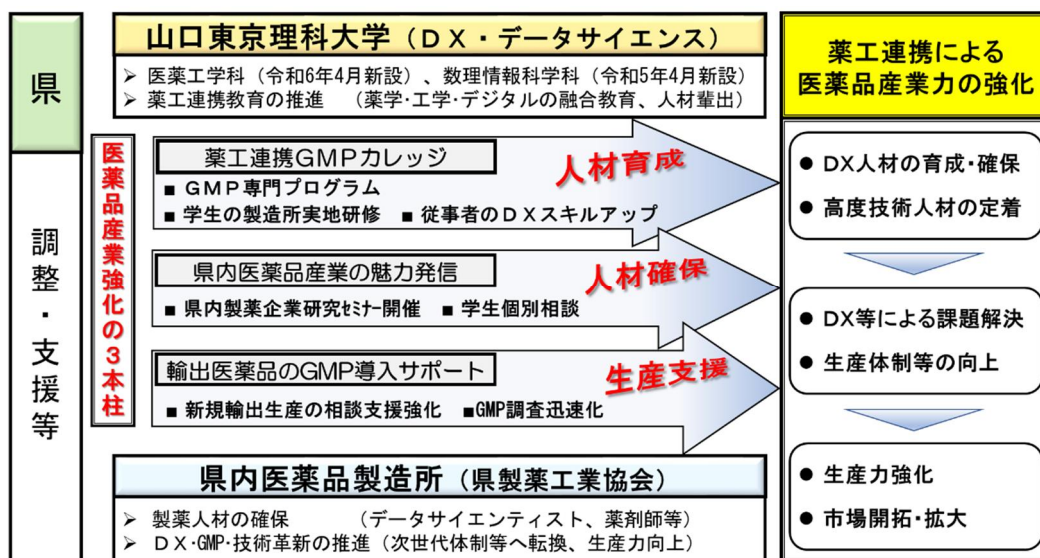 県
調整・支援等
山口東京理科大学（ＤＸ・データサイエンス）
➢ 医薬工学科（令和6年4月新設）、数理情報科学科（令和5年4月新設）
➢ 薬工連携教育の推進　（薬学･工学･デジタルの融合教育、人材輩出）
医薬品産業強化の３本柱
薬工連携GMPカレッジ
人材育成
■ ＧＭＰ専門プログラム
■ 学生の製造所実地研修　■ 従事者のＤＸスキルアップ
県内医薬品産業の魅力発信
人材確保
■ 県内製薬企業研究ｾﾐﾅｰ開催　■ 学生個別相談
輸出医薬品のGMP導入サポート
生産支援
■ 新規輸出生産の相談支援強化　■GMP調査迅速化
県内医薬品製造所（県製薬工業協会）
➢ 製薬人材の確保　（データサイエンティスト、薬剤師等）
➢ ＤＸ･GMP･技術革新の推進（次世代体制等へ転換、生産力向上）
薬工連携による
医薬品産業力の強化
● DX人材の育成･確保
● 高度技術人材の定着
● DX等による課題解決
● 生産体制等の向上
● 生産力強化
● 市場開拓･拡大